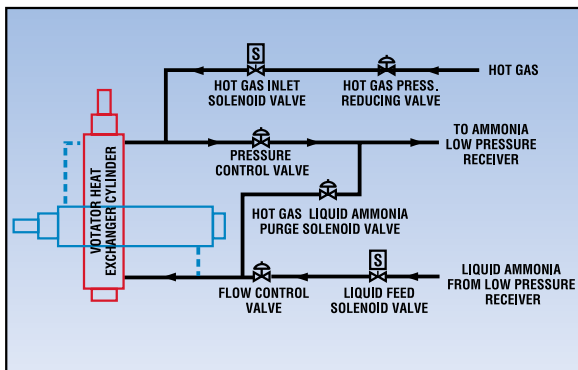 S
HOT GAS INLET
SOLENOID VALVE
HOT GAS PRESS.
REDUCING VALVE
HOT GAS
PRESSURE
CONTROL VALVE
TO AMMONIA
LOW PRESSURE
RECEIVER
VOTATOR HEAT
EXCHANGER CYLINDER
HOT GAS LIQUID AMMONIA
PURGE SOLENOID VALVE
S
FLOW CONTROL
VALVE
LIQUID FEED
SOLENOID VALVE
LIQUID AMMONIA
FROM LOW PRESSURE
RECEIVER